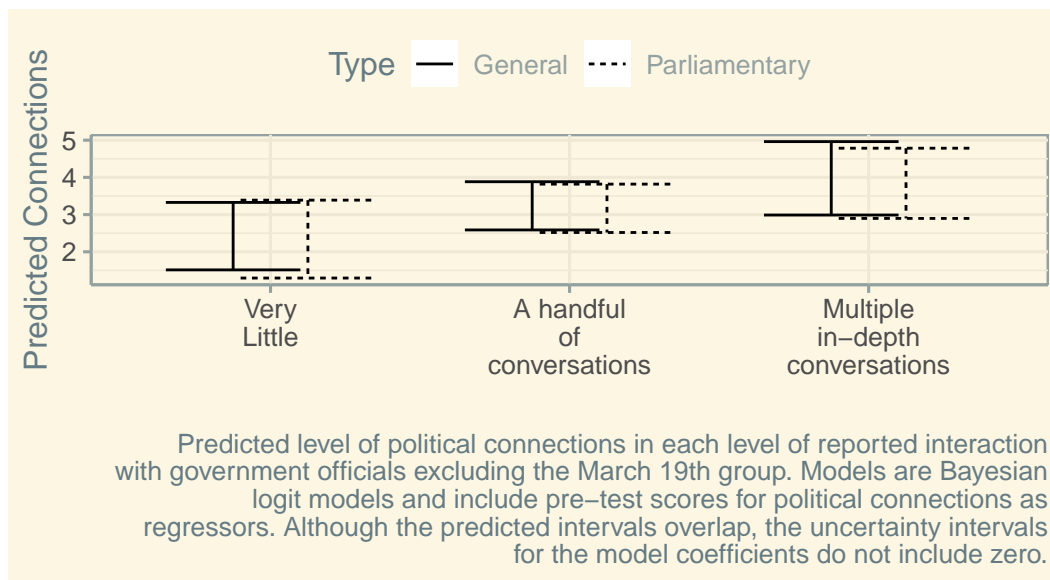 Type General Parliamentary
Predicted Connections
5
4
3
2
Very
Little
A handful
of
conversations
Multiple
in−depth
conversations
Predicted level of political connections in each level of reported interaction
with government officials excluding the March 19th group. Models are Bayesian
logit models and include pre−test scores for political connections as
regressors. Although the predicted intervals overlap, the uncertainty intervals
for the model coefficients do not include zero.